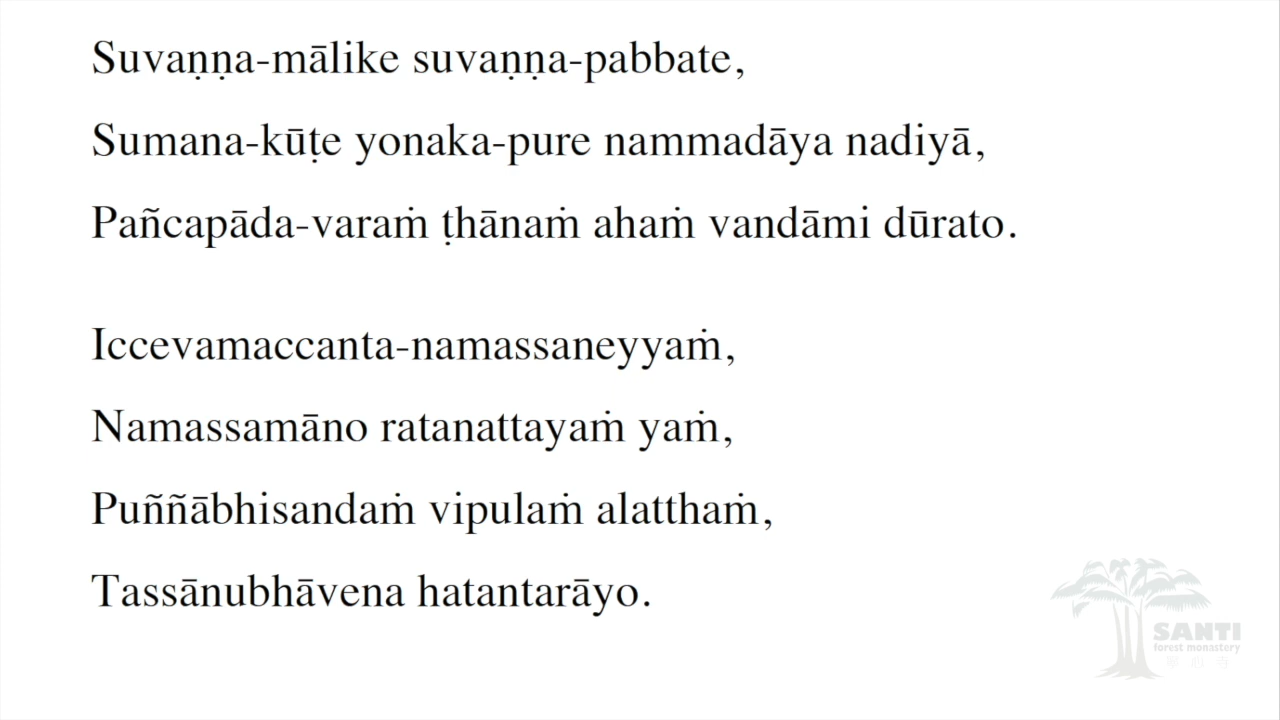 Suvaṇṇa-mālike suvaṇṇa-pabbate,
Sumana-kūṭe yonaka-pure nammadāya nadiyā,
Pañcapāda-varaṁ ṭhānaṁ ahaṁ vandāmi dūrato.
Iccevamaccanta-namassaneyyaṁ,
Namassamāno ratanattayaṁ yaṁ,
Puññābhisandaṁ vipulaṁ alatthaṁ,
Tassānubhāvena hatantarāyo.
SANTI
forest monastery